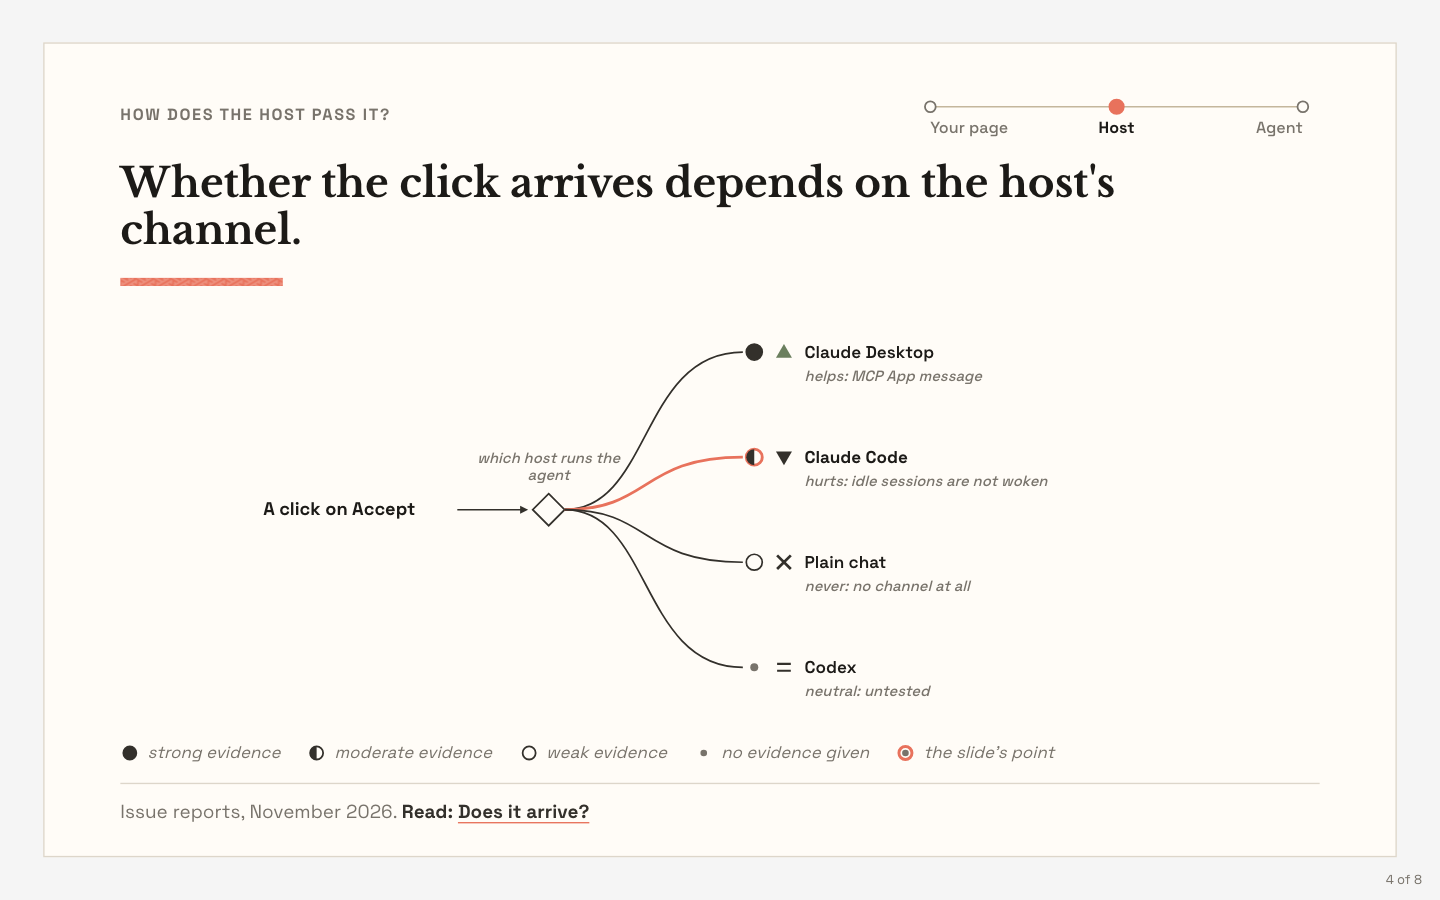 HOW DOES THE HOST PASS IT?
Your page
Host
Agent
Whether the click arrives depends on the host's
channel.
Claude Desktop
helps: MCP App message
which host runs the
agent
Claude Code
hurts: idle sessions are not woken
A click on Accept
Plain chat
never: no channel at all
Codex
neutral: untested
strong evidence
moderate evidence
weak evidence
no evidence given
the slide’s point
Issue reports, November 2026. Read: Does it arrive?
4 of 8